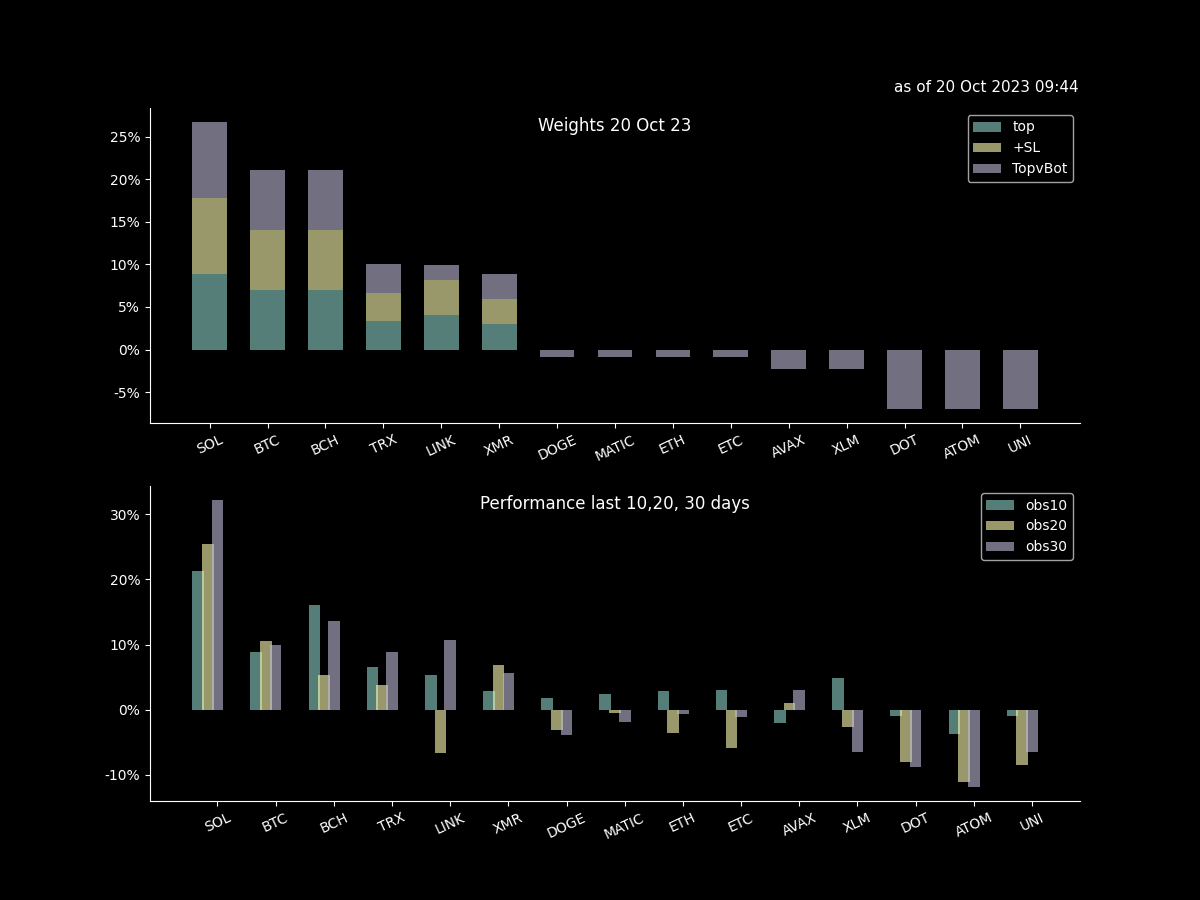 as of 20 Oct 2023 09:44
Weights 20 Oct 23
top
+SL
TopvBot
25%
20%
15%
10%
5%
0%
-5%
SOL BTC BCH TRX LINK XMR DOGE MATIC ETH ETC AVAX XLM DOT ATOM UNI
Performance last 10,20, 30 days
obs10
obs20
obs30
30%
20%
10%
0%
-10%
SOL BTC BCH TRX LINK XMR DOGE MATIC ETH ETC AVAX XLM DOT ATOM UNI